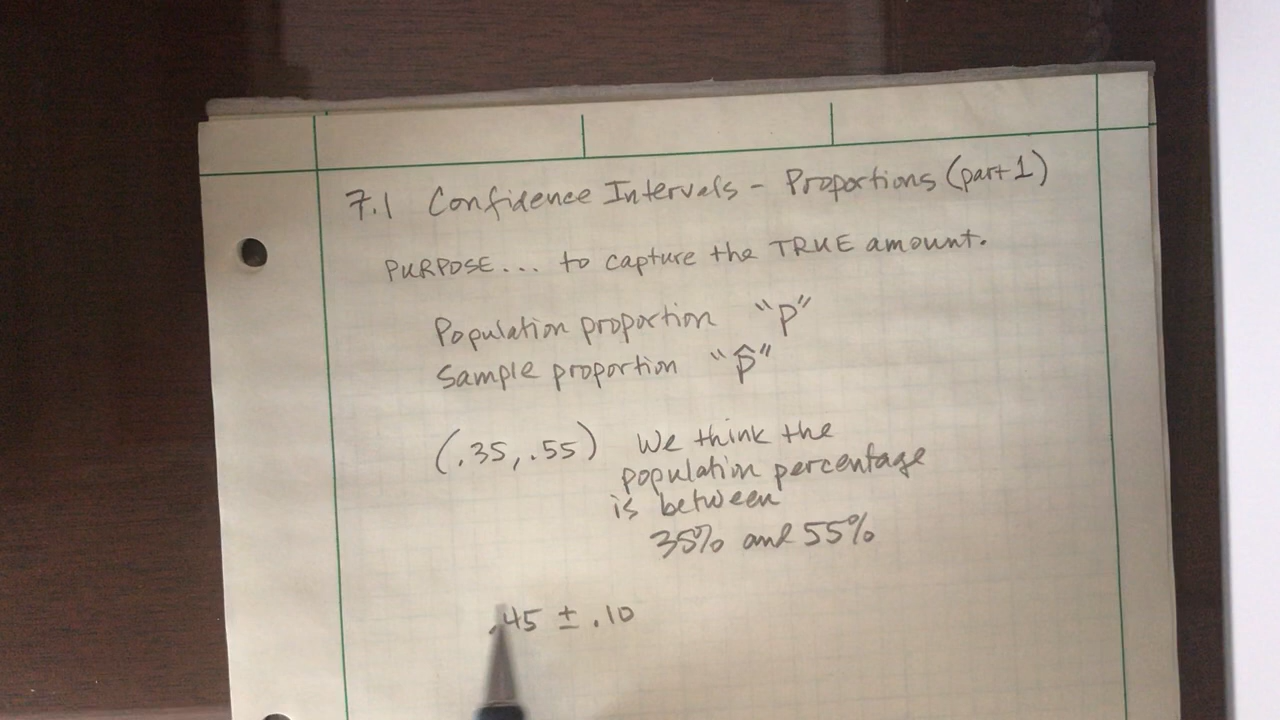 7.1 Confidence Intervals - Proportions (part 1)
PURPOSE... to capture the TRUE amount.
Population proportion "p"
Sample proportion "p̂"
(.35, .55) We think the
population percentage
is between
35% and 55%
.45 ± .10